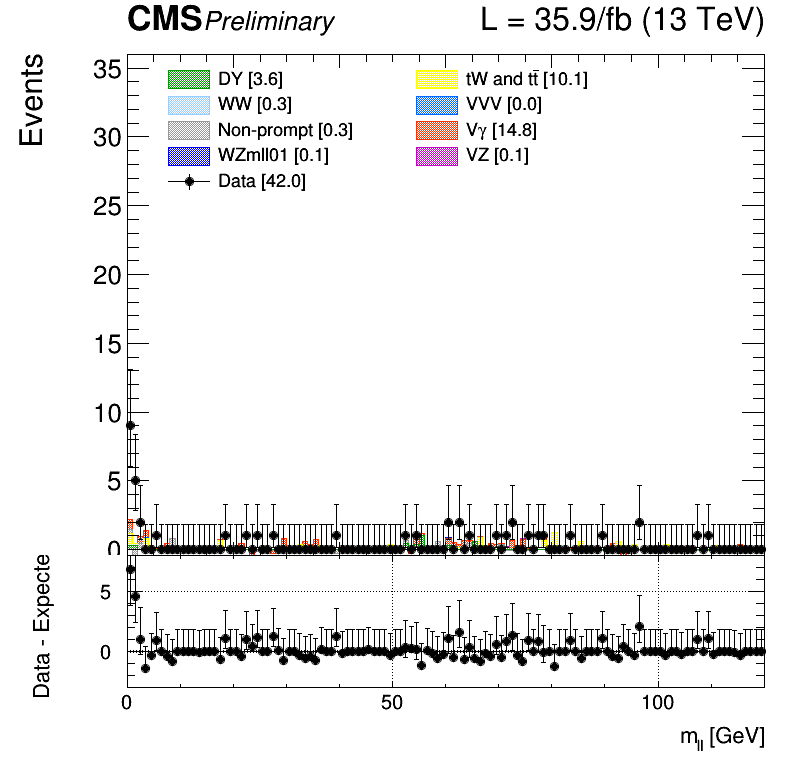 CMS Preliminary L = 35.9/fb (13 TeV)
Events
35
30
25
20
15
10
5
0
DY [3.6]
WW [0.3]
Non-prompt [0.3]
WZmll01 [0.1]
Data [42.0]
tW and tt̄ [10.1]
VVV [0.0]
Vγ [14.8]
VZ [0.1]
Data - Expecte
5
0
0 50 100
m_ll [GeV]